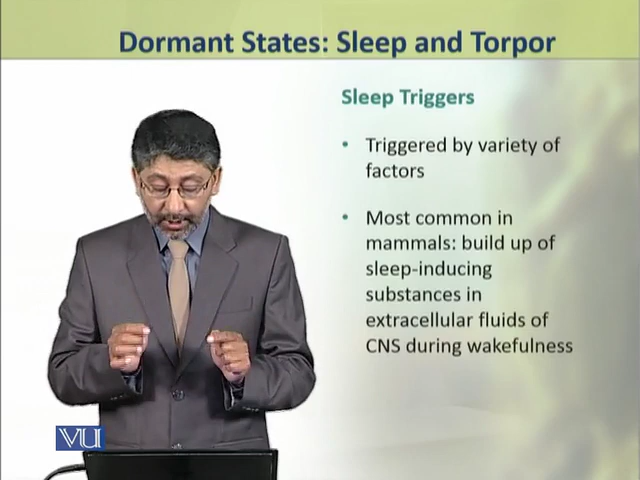 Dormant States: Sleep and Torpor
Sleep Triggers
• Triggered by variety of
factors
• Most common in
mammals: build up of
sleep-inducing
substances in
extracellular fluids of
CNS during wakefulness
VU